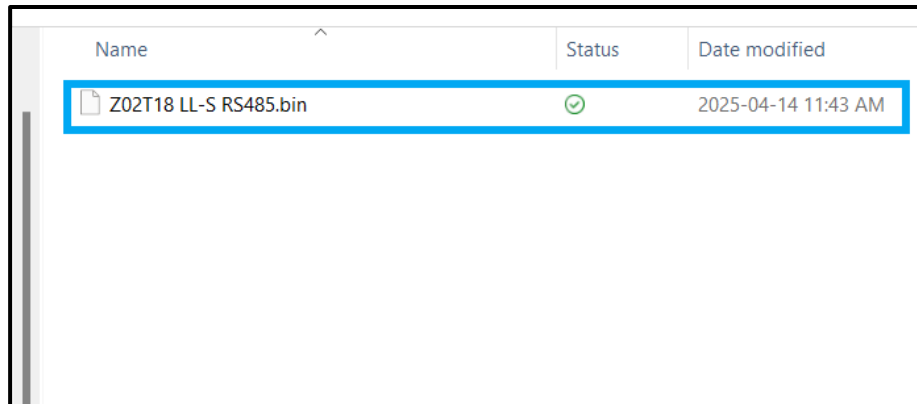 Name Status Date modified
Z02T18 LL-S RS485.bin 2025-04-14 11:43 AM